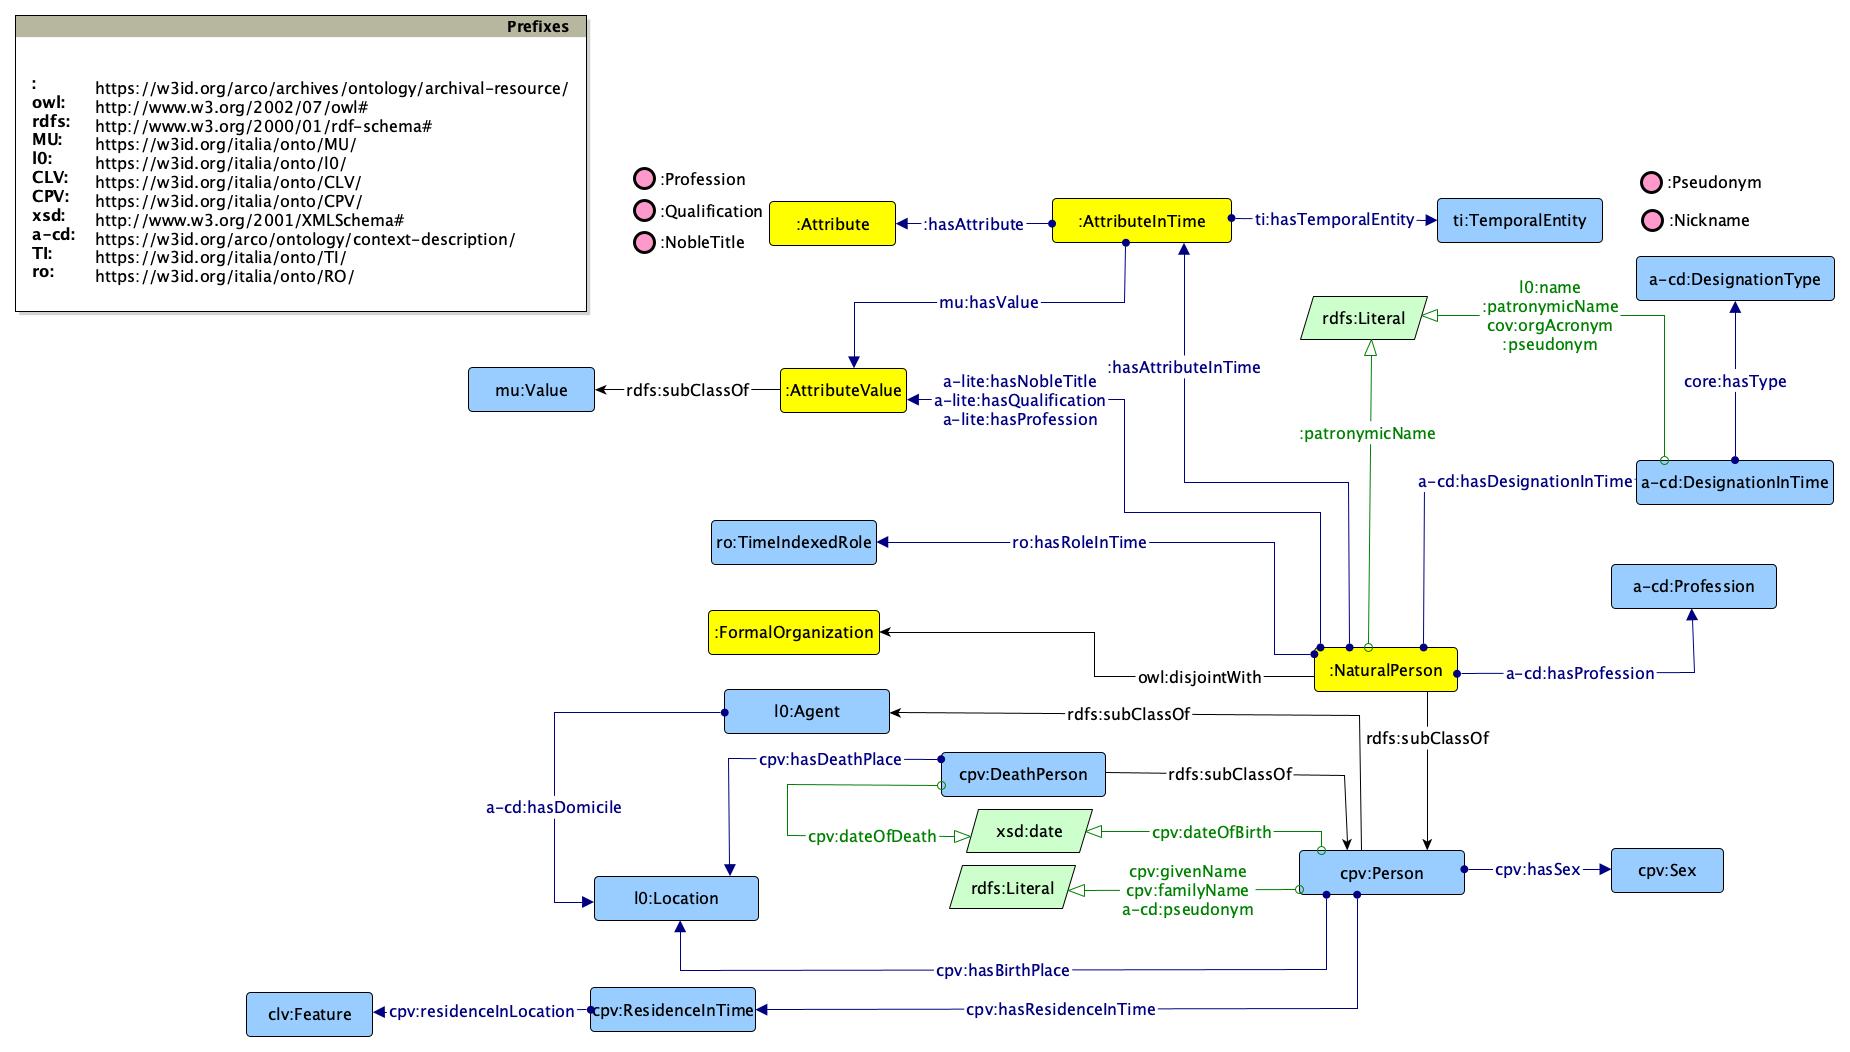 Prefixes
: https://w3id.org/arco/archives/ontology/archival-resource/
owl: http://www.w3.org/2002/07/owl#
rdfs: http://www.w3.org/2000/01/rdf-schema#
MU: https://w3id.org/italia/onto/MU/
l0: https://w3id.org/italia/onto/l0/
CLV: https://w3id.org/italia/onto/CLV/
CPV: https://w3id.org/italia/onto/CPV/
xsd: http://www.w3.org/2001/XMLSchema#
a-cd: https://w3id.org/arco/ontology/context-description/
TI: https://w3id.org/italia/onto/TI/
ro: https://w3id.org/italia/onto/RO/
:Profession
:Qualification
:NobleTitle
:Attribute
:hasAttribute
:AttributeInTime
ti:hasTemporalEntity
ti:TemporalEntity
:Pseudonym
:Nickname
a-cd:DesignationType
l0:name
:patronymicName
cov:orgAcronym
:pseudonym
rdfs:Literal
mu:hasValue
:hasAttributeInTime
core:hasType
mu:Value
rdfs:subClassOf
:AttributeValue
a-lite:hasNobleTitle
a-lite:hasQualification
a-lite:hasProfession
:patronymicName
a-cd:hasDesignationInTime
a-cd:DesignationInTime
ro:TimeIndexedRole
ro:hasRoleInTime
a-cd:Profession
:FormalOrganization
owl:disjointWith
:NaturalPerson
a-cd:hasProfession
l0:Agent
rdfs:subClassOf
rdfs:subClassOf
cpv:hasDeathPlace
cpv:DeathPerson
rdfs:subClassOf
a-cd:hasDomicile
cpv:dateOfDeath
xsd:date
cpv:dateOfBirth
rdfs:Literal
cpv:givenName
cpv:familyName
a-cd:pseudonym
cpv:Person
cpv:hasSex
cpv:Sex
l0:Location
cpv:hasBirthPlace
clv:Feature
cpv:residenceInLocation
cpv:ResidenceInTime
cpv:hasResidenceInTime